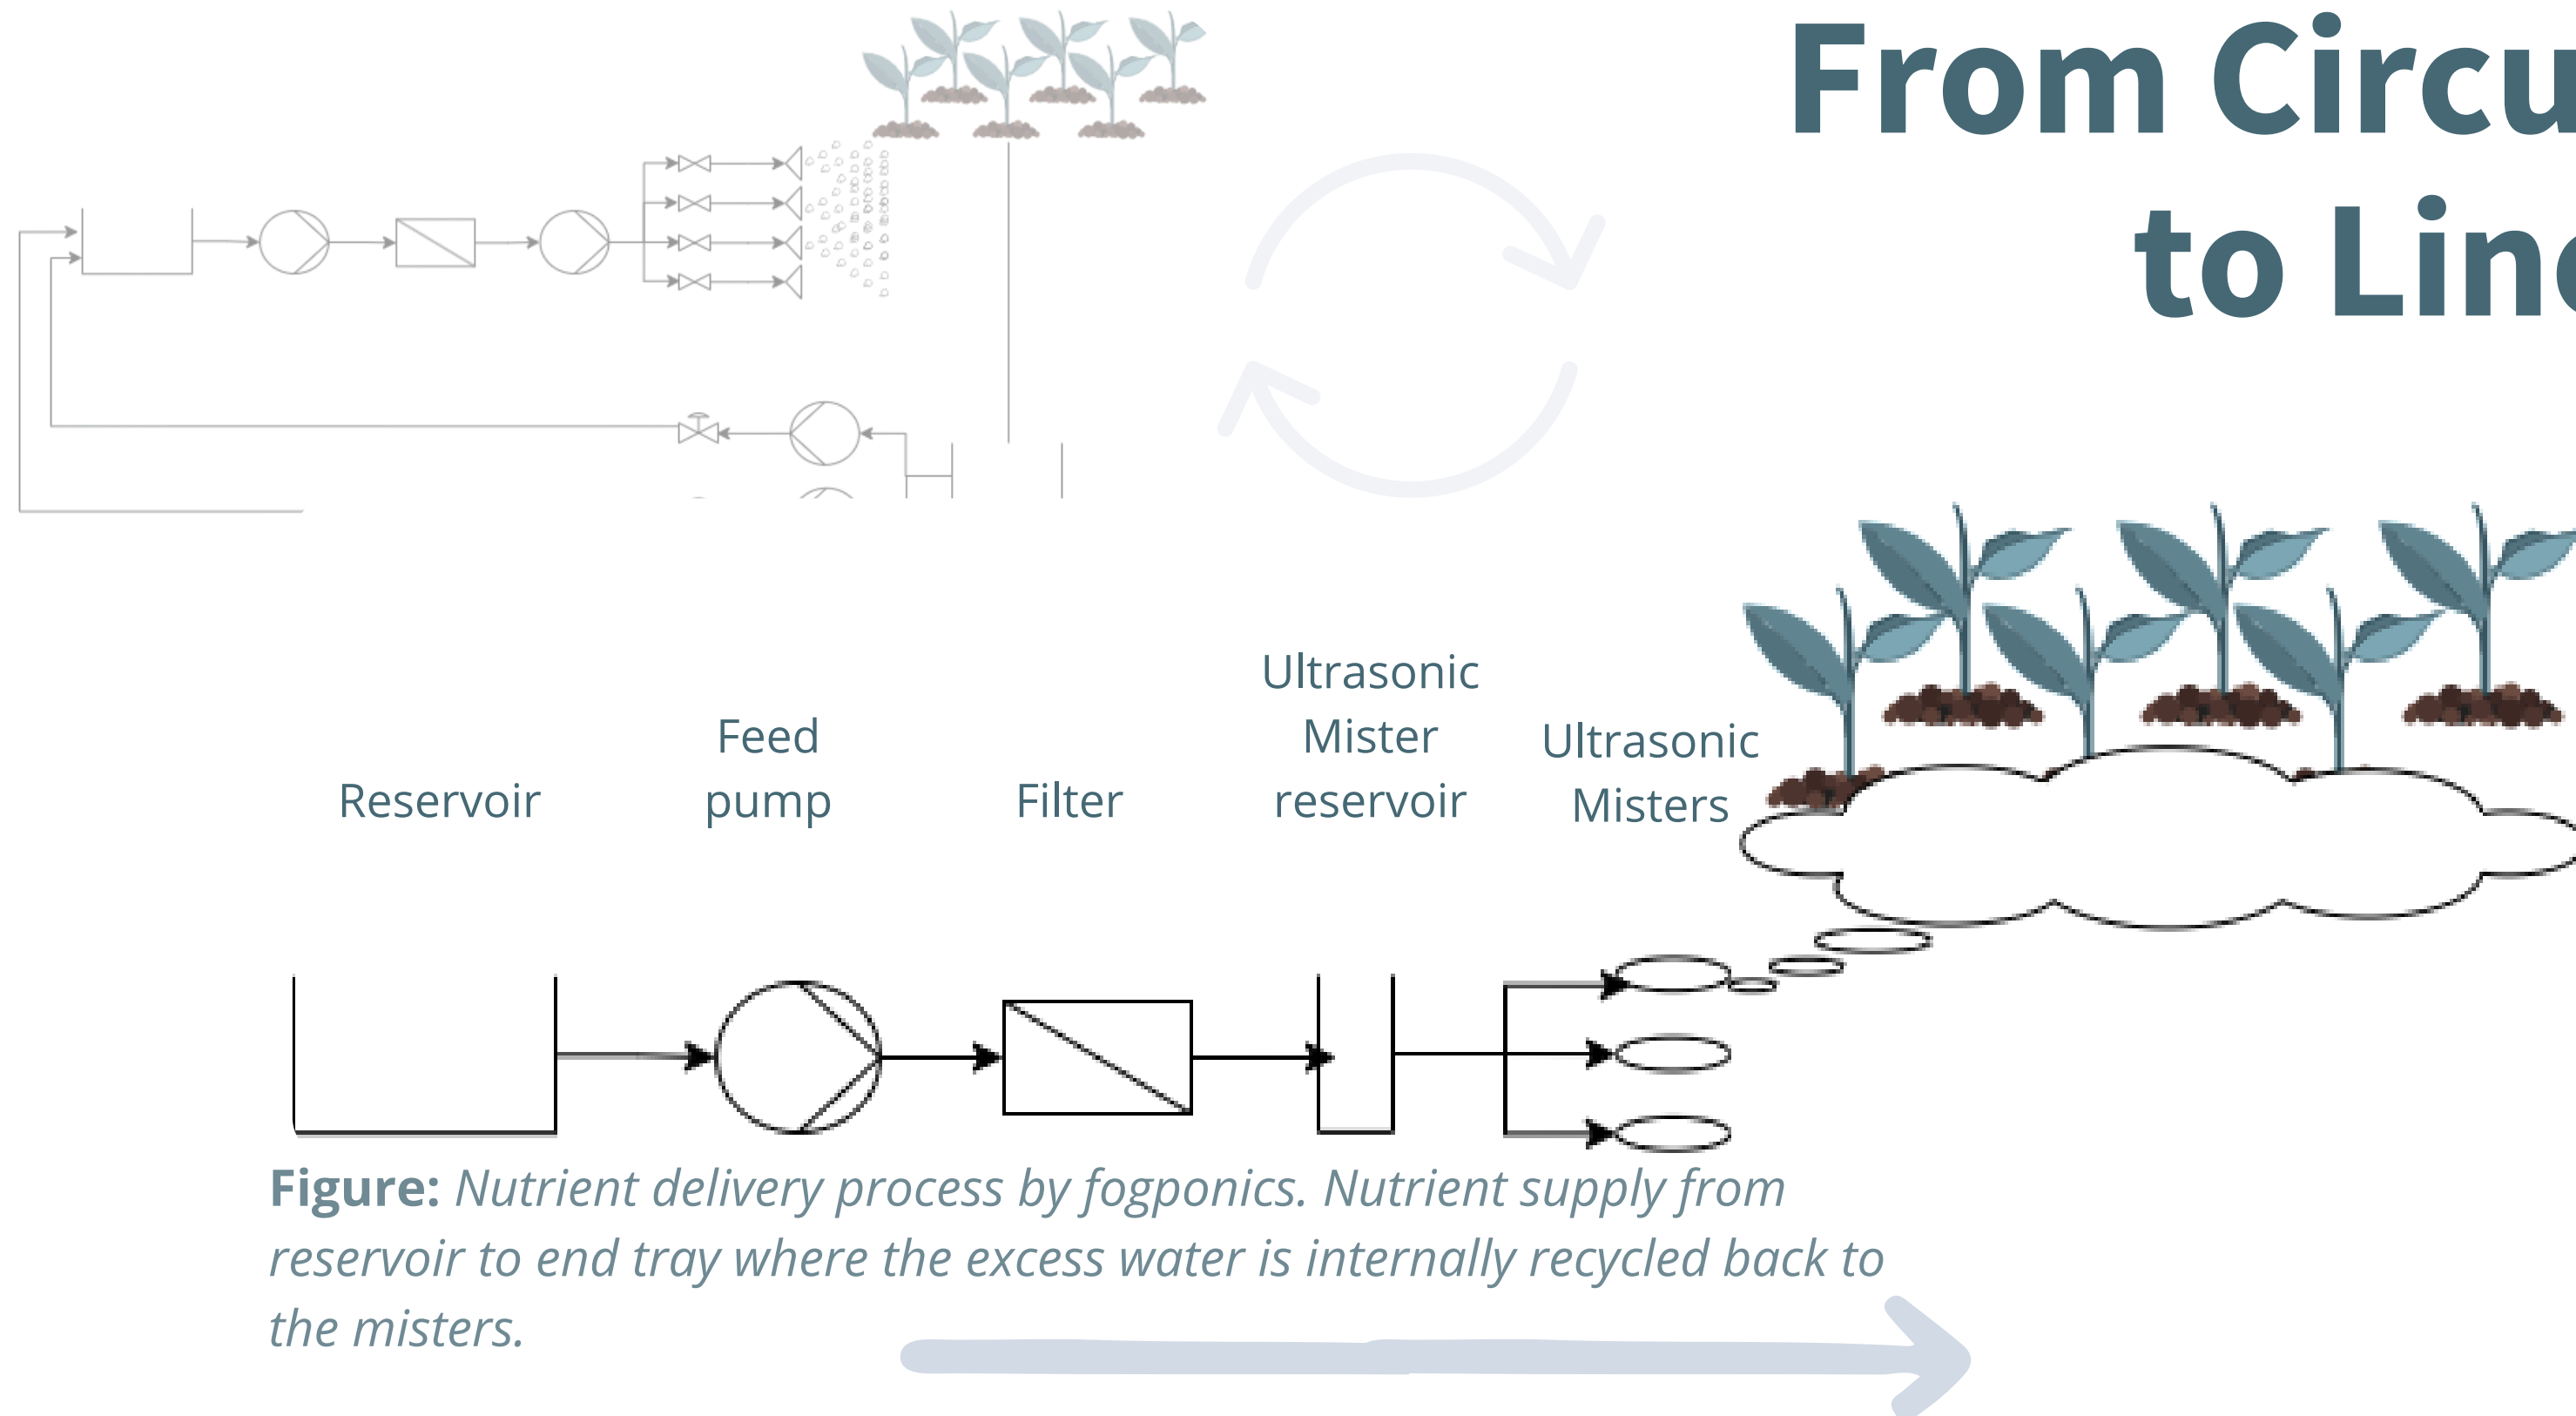 From Circu
to Line
Ultrasonic
Mister
reservoir
Feed
pump
Ultrasonic
Misters
Reservoir
Filter
Figure: Nutrient delivery process by fogponics. Nutrient supply from
reservoir to end tray where the excess water is internally recycled back to
the misters.